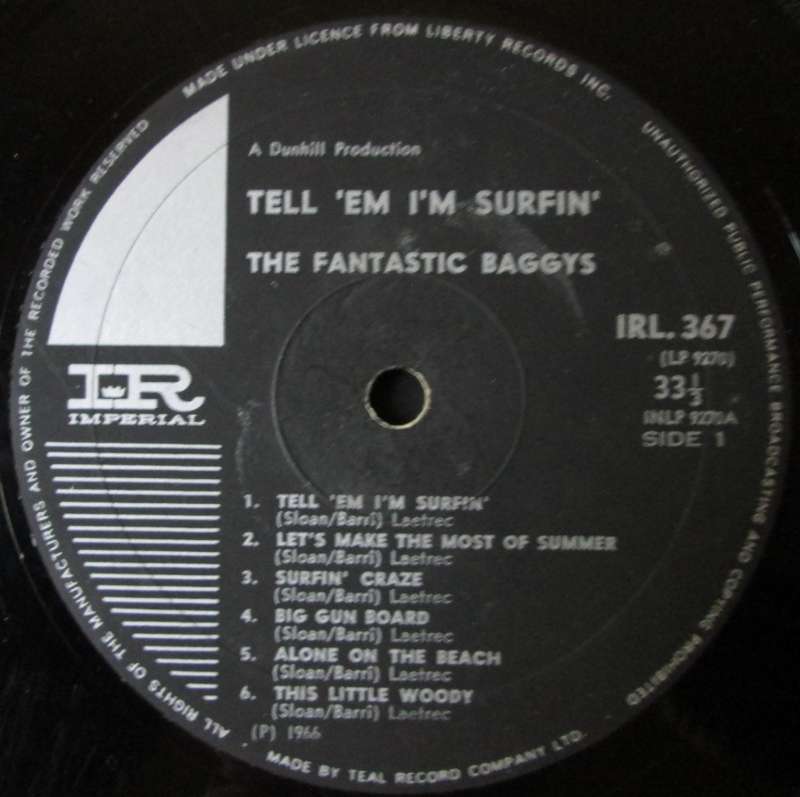 MADE UNDER LICENCE FROM LIBERTY RECORDS INC.
UNAUTHORIZED PUBLIC PERFORMANCE BROADCASTING AND COPYING PROHIBITED
A Dunhill Production
TELL 'EM I'M SURFIN'
THE FANTASTIC BAGGYS
IRL. 367
(LP 9270)
33 1/3
INLP 9270A
SIDE 1
IR
IMPERIAL
1. TELL 'EM I'M SURFIN'
(Sloan/Barri) Laetrec
2. LET'S MAKE THE MOST OF SUMMER
(Sloan/Barri) Laetrec
3. SURFIN' CRAZE
(Sloan/Barri) Laetrec
4. BIG GUN BOARD
(Sloan/Barri) Laetrec
5. ALONE ON THE BEACH
(Sloan/Barri) Laetrec
6. THIS LITTLE WOODY
(Sloan/Barri) Laetrec
(P) 1966
MADE BY TEAL RECORD COMPANY LTD.
ALL RIGHTS OF THE MANUFACTURERS AND OWNER OF THE RECORDED WORK RESERVED